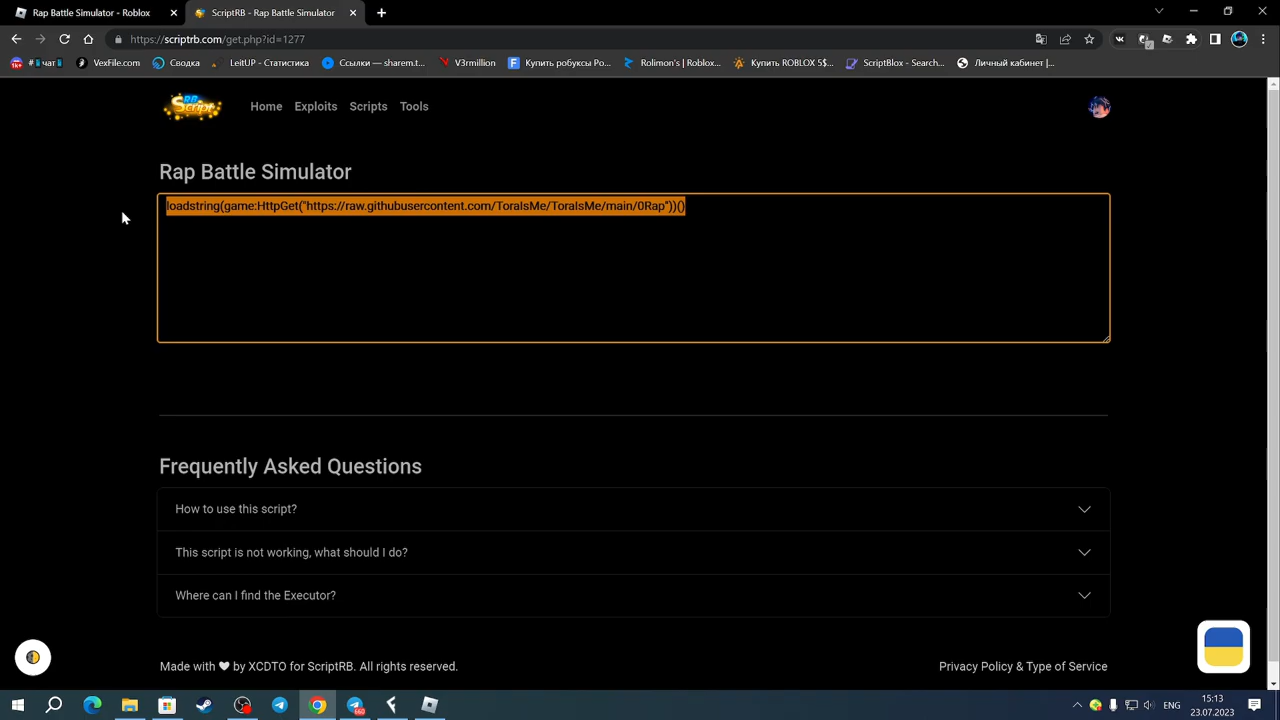 Rap Battle Simulator - Roblox
ScriptRB - Rap Battle Simulator
https://scriptrb.com/get.php?id=1277
VexFile.com
Сводка
LeitUP - Статистика
Ссылки — sharem.t...
V3rmillion
Купить робуксы Ро...
Rolimon's | Roblox...
Купить ROBUX 5$...
ScriptBlox - Search...
Личный кабинет |...
RB
Script
Home
Exploits
Scripts
Tools
Rap Battle Simulator
loadstring(game:HttpGet("https://raw.githubusercontent.com/ToraIsMe/ToraIsMe/main/0Rap"))()
Frequently Asked Questions
How to use this script?
This script is not working, what should I do?
Where can I find the Executor?
Made with ❤ by XCDTO for ScriptRB. All rights reserved.
Privacy Policy & Type of Service
ENG
15:13
23.07.2023